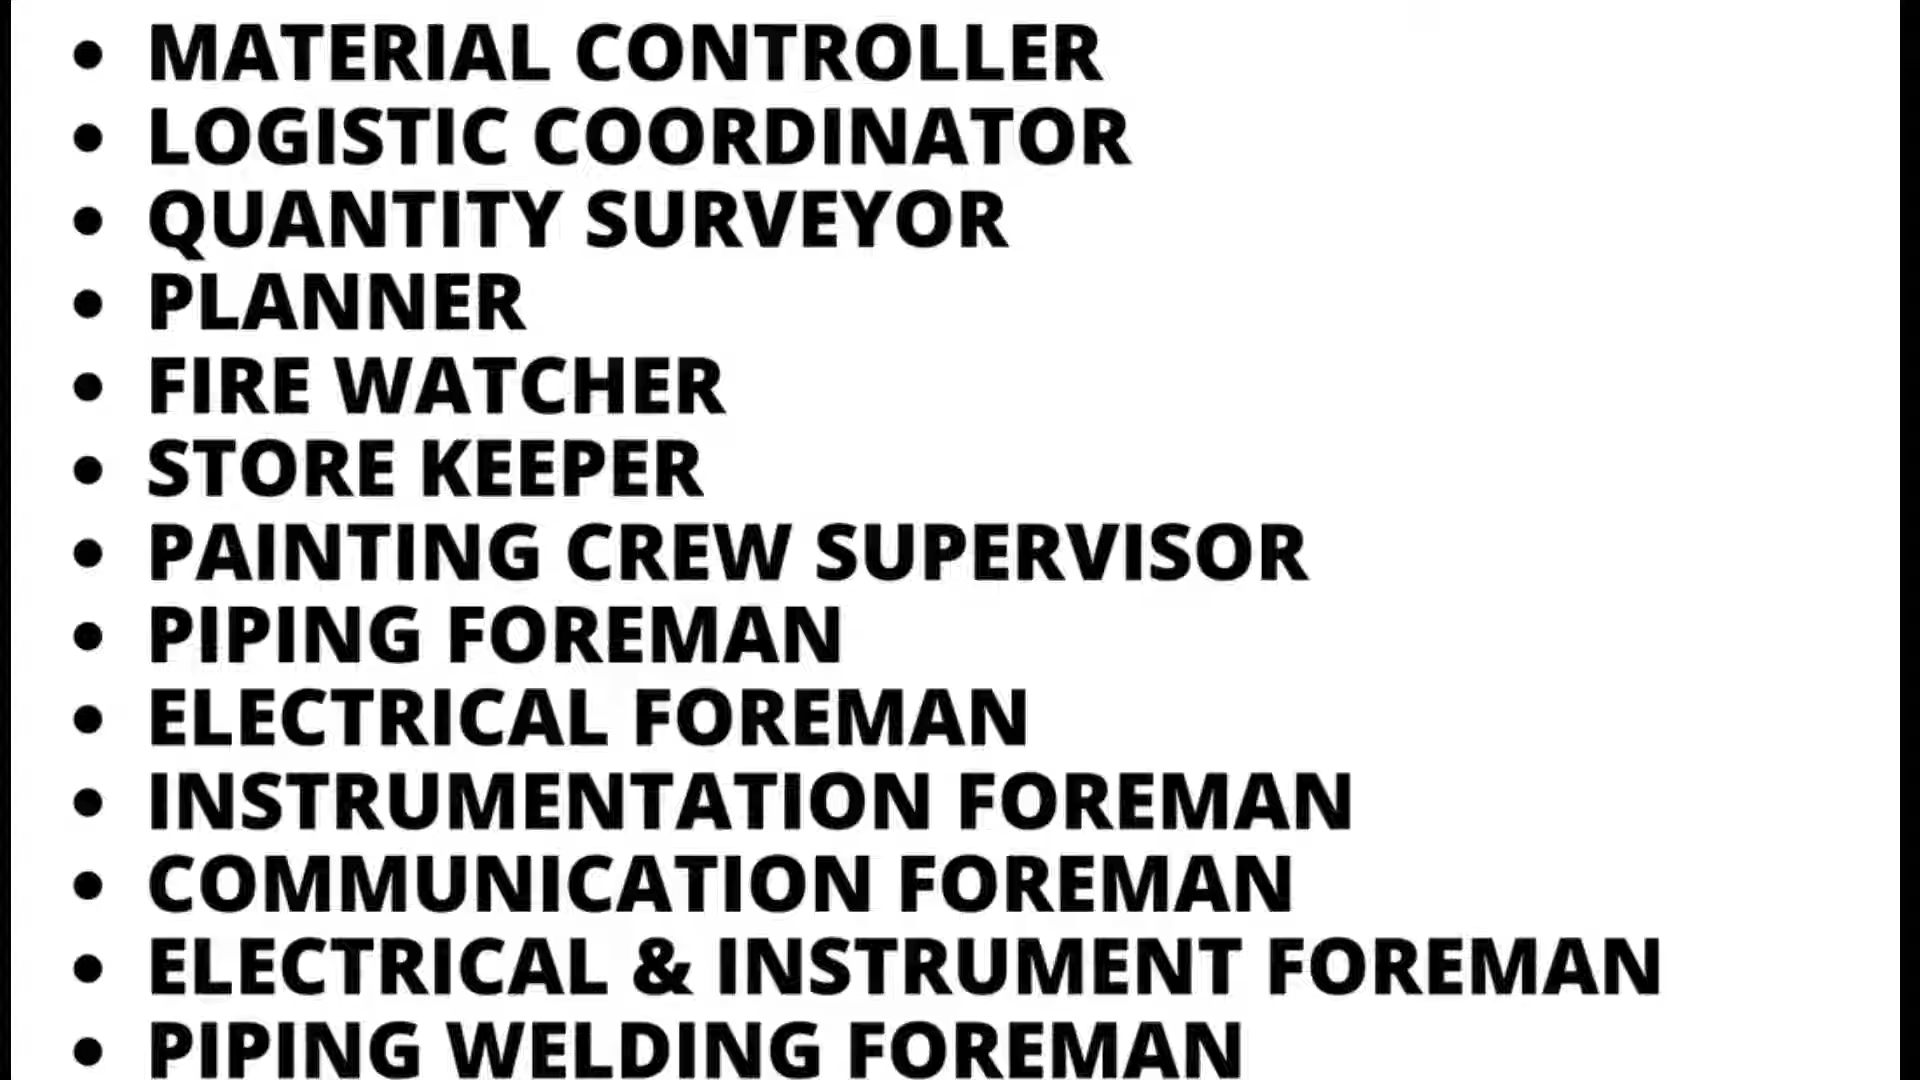 • MATERIAL CONTROLLER
• LOGISTIC COORDINATOR
• QUANTITY SURVEYOR
• PLANNER
• FIRE WATCHER
• STORE KEEPER
• PAINTING CREW SUPERVISOR
• PIPING FOREMAN
• ELECTRICAL FOREMAN
• INSTRUMENTATION FOREMAN
• COMMUNICATION FOREMAN
• ELECTRICAL & INSTRUMENT FOREMAN
• PIPING WELDING FOREMAN